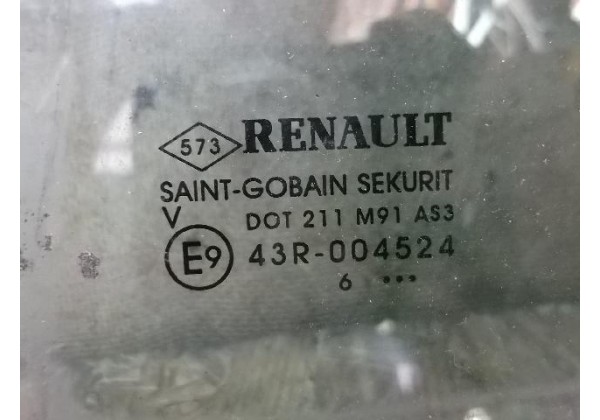 573 RENAULT
SAINT-GOBAIN SEKURIT
V DOT 211 M91 AS3
E9 43R-004524
6 •••